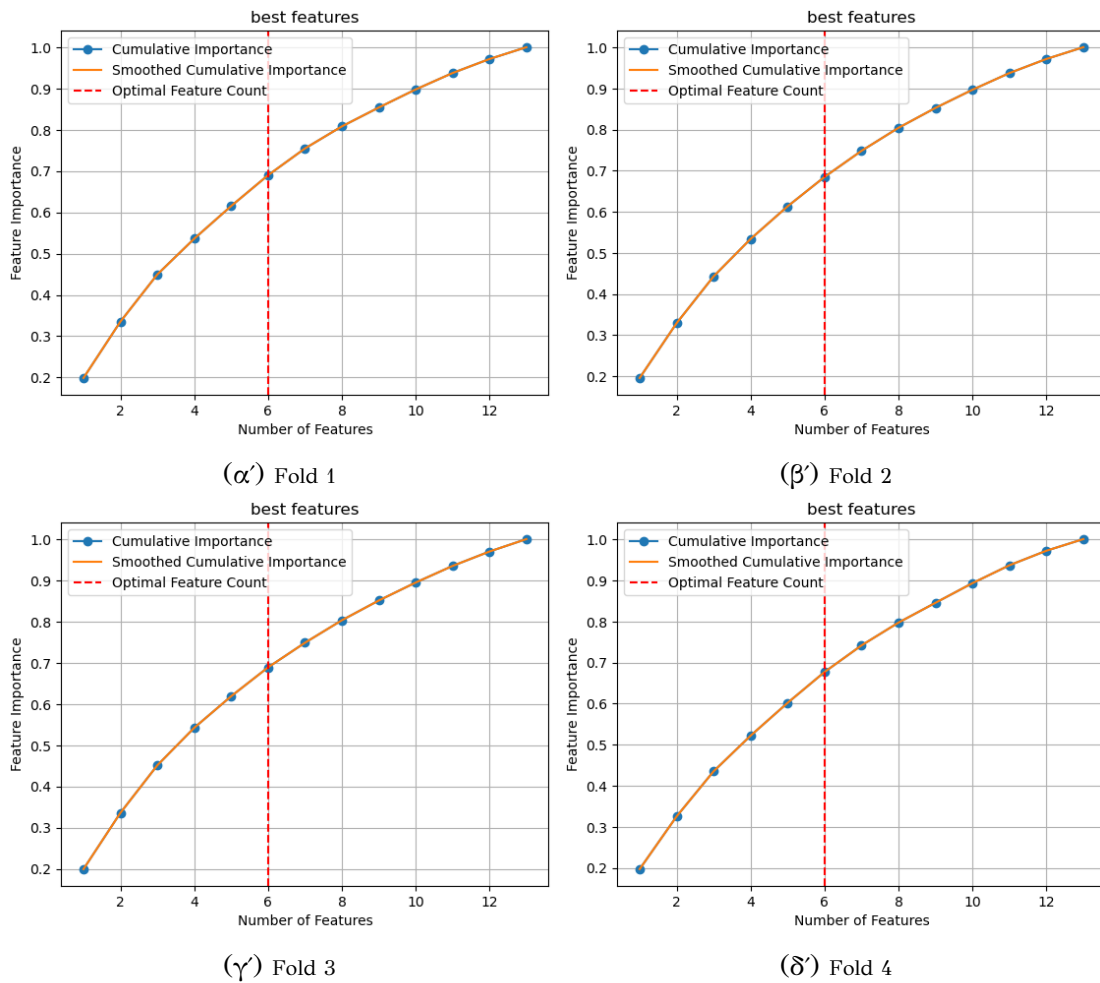 best features
Cumulative Importance
Smoothed Cumulative Importance
Optimal Feature Count
Feature Importance
1.0
0.9
0.8
0.7
0.6
0.5
0.4
0.3
0.2
2 4 6 8 10 12
Number of Features
(α´) Fold 1
best features
Cumulative Importance
Smoothed Cumulative Importance
Optimal Feature Count
Feature Importance
1.0
0.9
0.8
0.7
0.6
0.5
0.4
0.3
0.2
2 4 6 8 10 12
Number of Features
(β´) Fold 2
best features
Cumulative Importance
Smoothed Cumulative Importance
Optimal Feature Count
Feature Importance
1.0
0.9
0.8
0.7
0.6
0.5
0.4
0.3
0.2
2 4 6 8 10 12
Number of Features
(γ´) Fold 3
best features
Cumulative Importance
Smoothed Cumulative Importance
Optimal Feature Count
Feature Importance
1.0
0.9
0.8
0.7
0.6
0.5
0.4
0.3
0.2
2 4 6 8 10 12
Number of Features
(δ´) Fold 4